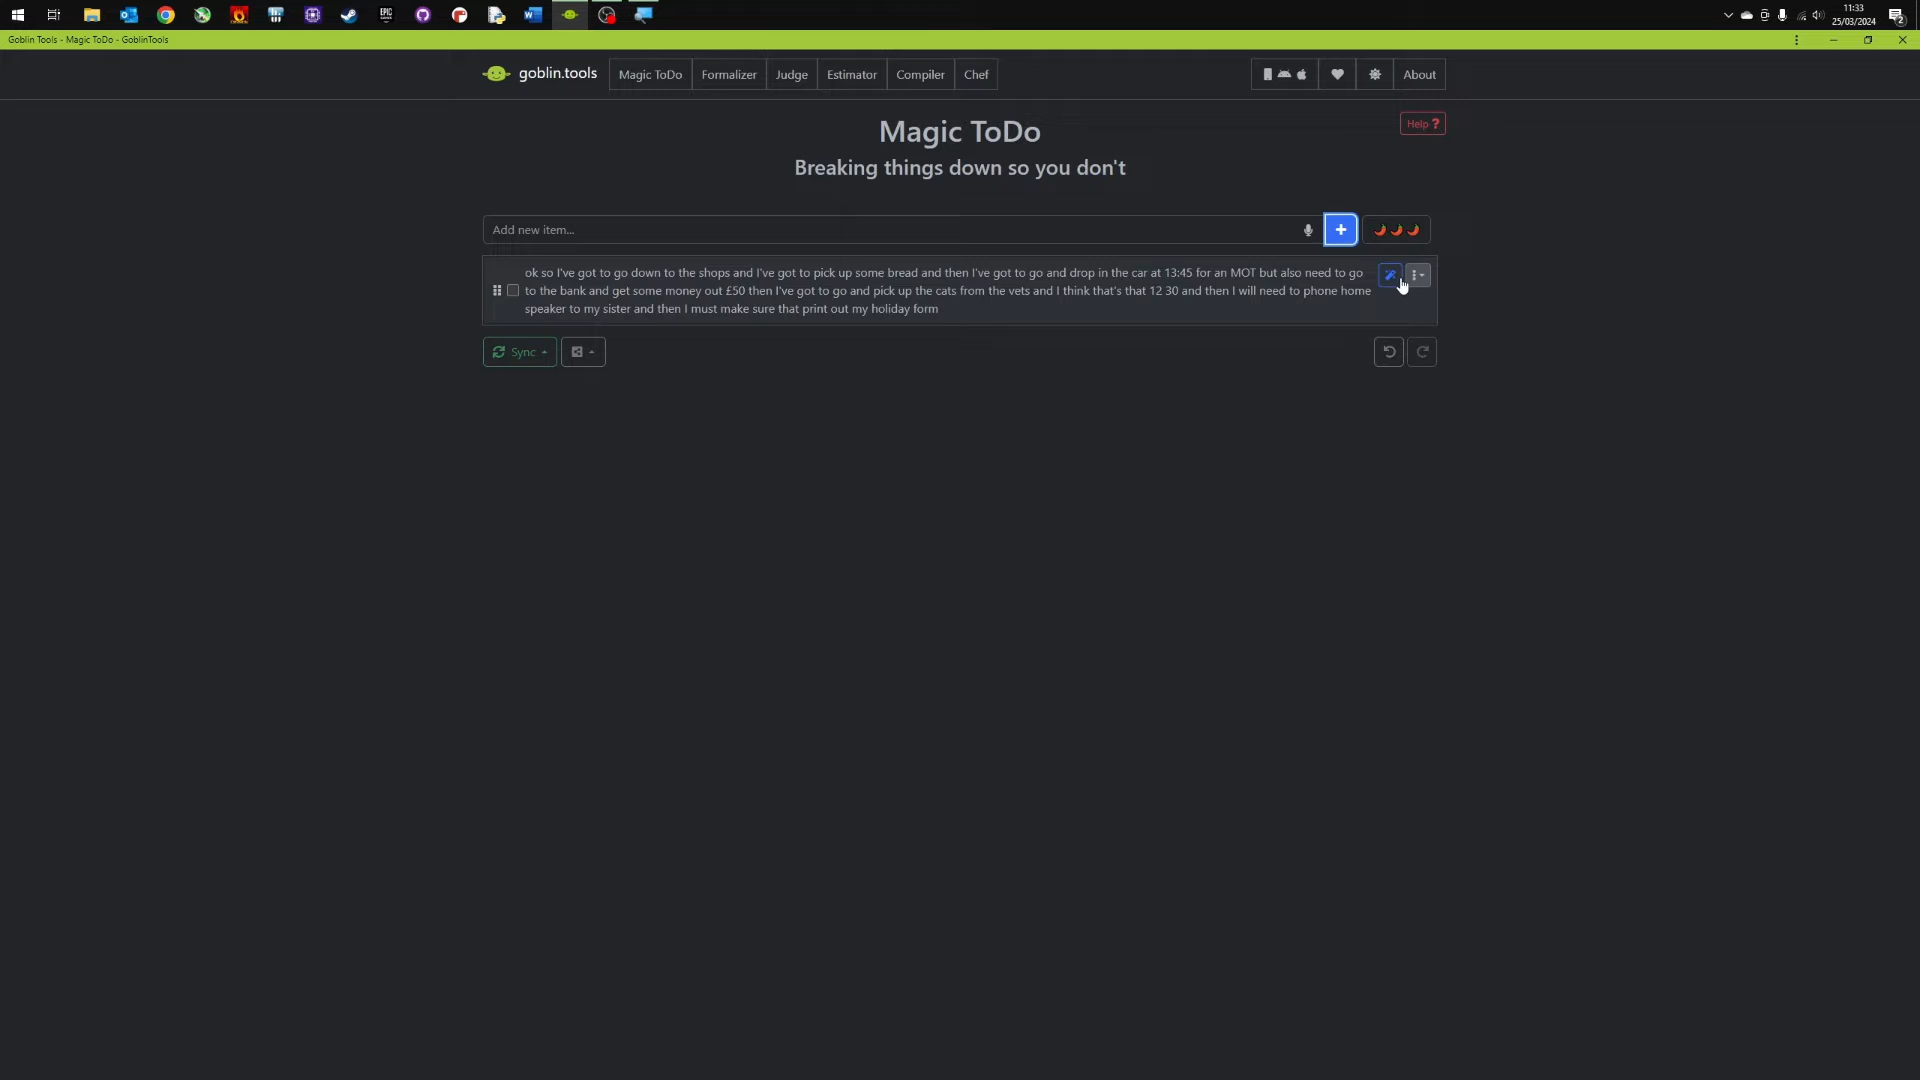 11:33
25/03/2024
2
Goblin Tools - Magic ToDo - GoblinTools
goblin.tools
Magic ToDo
Formalizer
Judge
Estimator
Compiler
Chef
About
Magic ToDo
Help ?
Breaking things down so you don't
Add new item...
ok so I've got to go down to the shops and I've got to pick up some bread and then I've got to go and drop in the car at 13:45 for an MOT but also need to go
to the bank and get some money out £50 then I've got to go and pick up the cats from the vets and I think that's that 12 30 and then I will need to phone home
speaker to my sister and then I must make sure that print out my holiday form
Sync